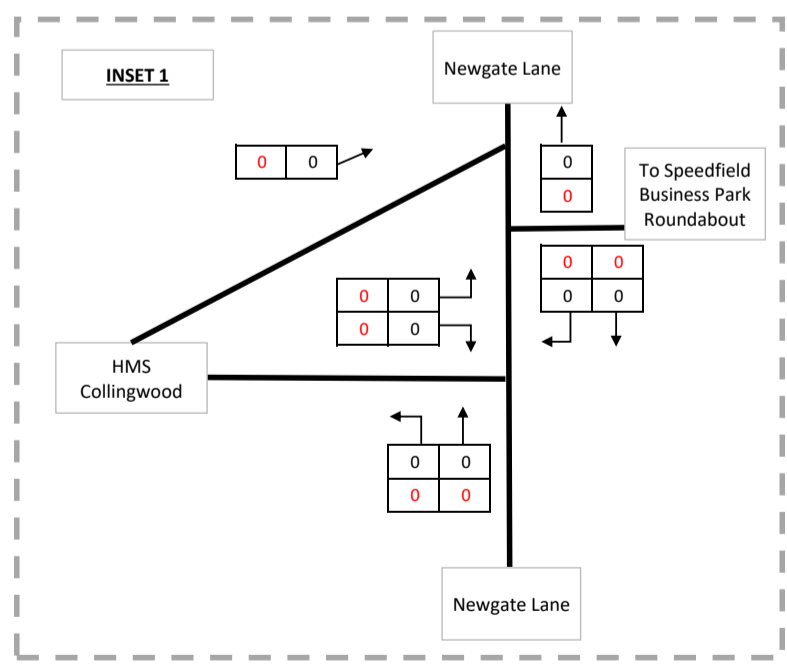 INSET 1
Newgate Lane
0 0
0
0
To Speedfield
Business Park
Roundabout
0 0
0 0
0 0
0 0
HMS
Collingwood
0 0
0 0
Newgate Lane